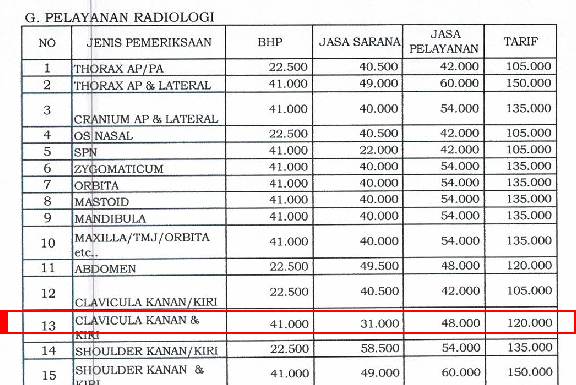 G. PELAYANAN RADIOLOGI
NO JENIS PEMERIKSAAN BHP JASA SARANA JASA PELAYANAN TARIF
1 THORAX AP/PA 22.500 40.500 42.000 105.000
2 THORAX AP & LATERAL 41.000 49.000 60.000 150.000
3 CRANIUM AP & LATERAL 41.000 40.000 54.000 135.000
4 OS NASAL 22.500 40.500 42.000 105.000
5 SPN 41.000 22.000 42.000 105.000
6 ZYGOMATICUM 41.000 40.000 54.000 135.000
7 ORBITA 41.000 40.000 54.000 135.000
8 MASTOID 41.000 40.000 54.000 135.000
9 MANDIBULA 41.000 40.000 54.000 135.000
10 MAXILLA/TMJ/ORBITA 41.000 40.000 54.000 135.000
etc..
11 ABDOMEN 22.500 49.500 48.000 120.000
12 CLAVICULA KANAN/KIRI 22.500 40.500 42.000 105.000
13 CLAVICULA KANAN & 41.000 31.000 48.000 120.000
KIRI
14 SHOULDER KANAN/KIRI 22.500 58.500 54.000 135.000
15 SHOULDER KANAN & 41.000 49.000 60.000 150.000
KIRI